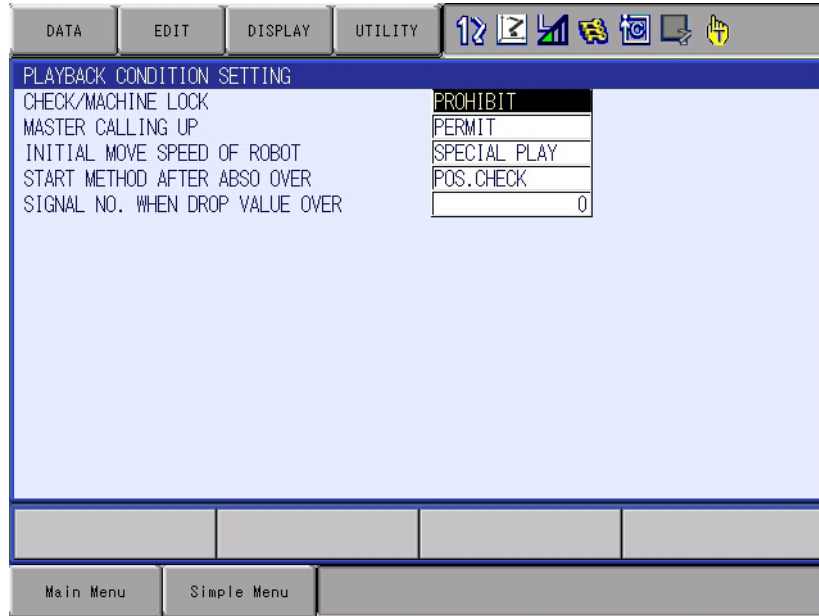 DATA EDIT DISPLAY UTILITY
PLAYBACK CONDITION SETTING
CHECK/MACHINE LOCK PROHIBIT
MASTER CALLING UP PERMIT
INITIAL MOVE SPEED OF ROBOT SPECIAL PLAY
START METHOD AFTER ABSO OVER POS.CHECK
SIGNAL NO. WHEN DROP VALUE OVER 0
Main Menu Simple Menu